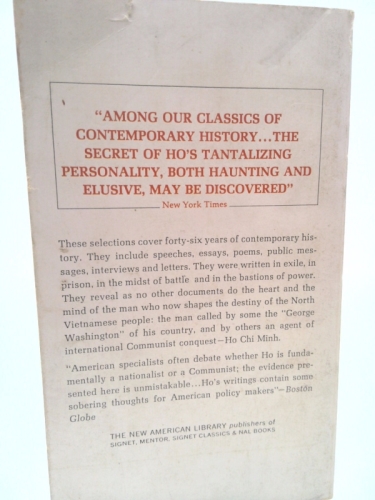 “AMONG OUR CLASSICS OF
CONTEMPORARY HISTORY...THE
SECRET OF HO'S TANTALIZING
PERSONALITY, BOTH HAUNTING AND
ELUSIVE, MAY BE DISCOVERED”
New York Times
These selections cover forty-six years of contemporary his-
tory. They include speeches, essays, poems, public mes-
sages, interviews and letters. They were written in exile, in
prison, in the midst of battle and in the bastions of power.
They reveal as no other documents do the heart and the
mind of the man who now shapes the destiny of the North
Vietnamese people: the man called by some the “George
Washington” of his country, and by others an agent of
international Communist conquest—Ho Chi Minh.
“American specialists often debate whether Ho is funda-
mentally a nationalist or a Communist; the evidence pre-
sented here is unmistakable...Ho's writings contain some
sobering thoughts for American policy makers”—Boston
Globe
THE NEW AMERICAN LIBRARY publishers of
SIGNET, MENTOR, SIGNET CLASSICS & NAL BOOKS